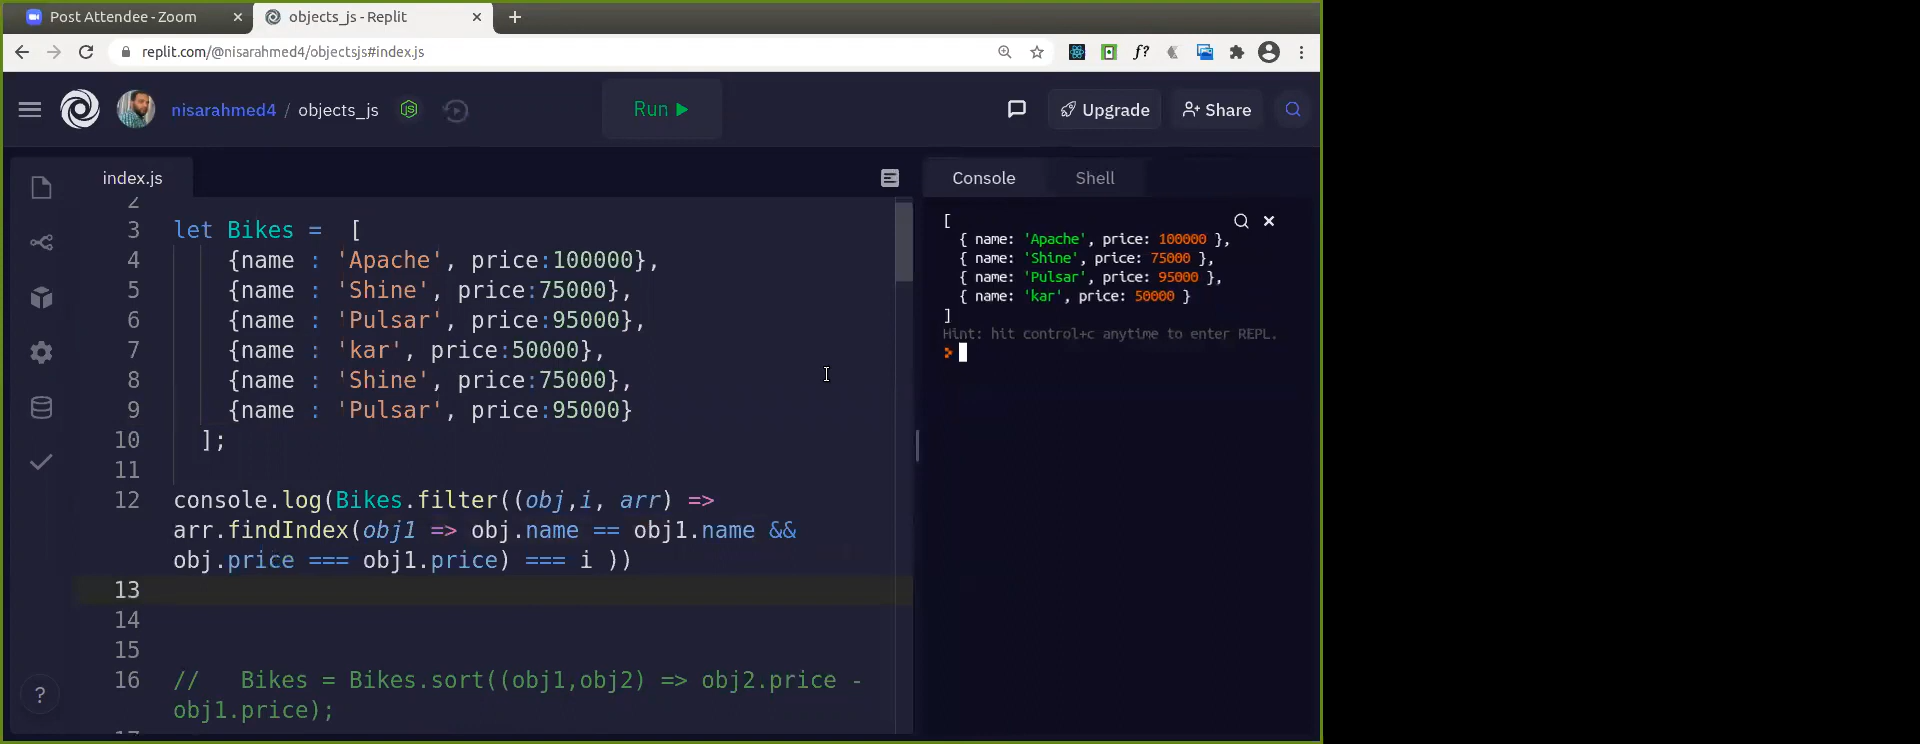 Post Attendee - Zoom
objects_js - Replit
replit.com/@nisarahmed4/objectsjs#index.js
f?
nisarahmed4 / objects_js
JS
Run
Upgrade
Share
index.js
Console
Shell
2
3 let Bikes = [
4 {name : 'Apache', price:100000},
5 {name : 'Shine', price:75000},
6 {name : 'Pulsar', price:95000},
7 {name : 'kar', price:50000},
8 {name : 'Shine', price:75000},
9 {name : 'Pulsar', price:95000}
10 ];
11
12 console.log(Bikes.filter((obj,i, arr) =>
arr.findIndex(obj1 => obj.name == obj1.name &&
obj.price === obj1.price) === i ))
13
14
15
16 // Bikes = Bikes.sort((obj1,obj2) => obj2.price -
obj1.price);
17
?
[
{ name: 'Apache', price: 100000 },
{ name: 'Shine', price: 75000 },
{ name: 'Pulsar', price: 95000 },
{ name: 'kar', price: 50000 }
]
Hint: hit control+c anytime to enter REPL.
>